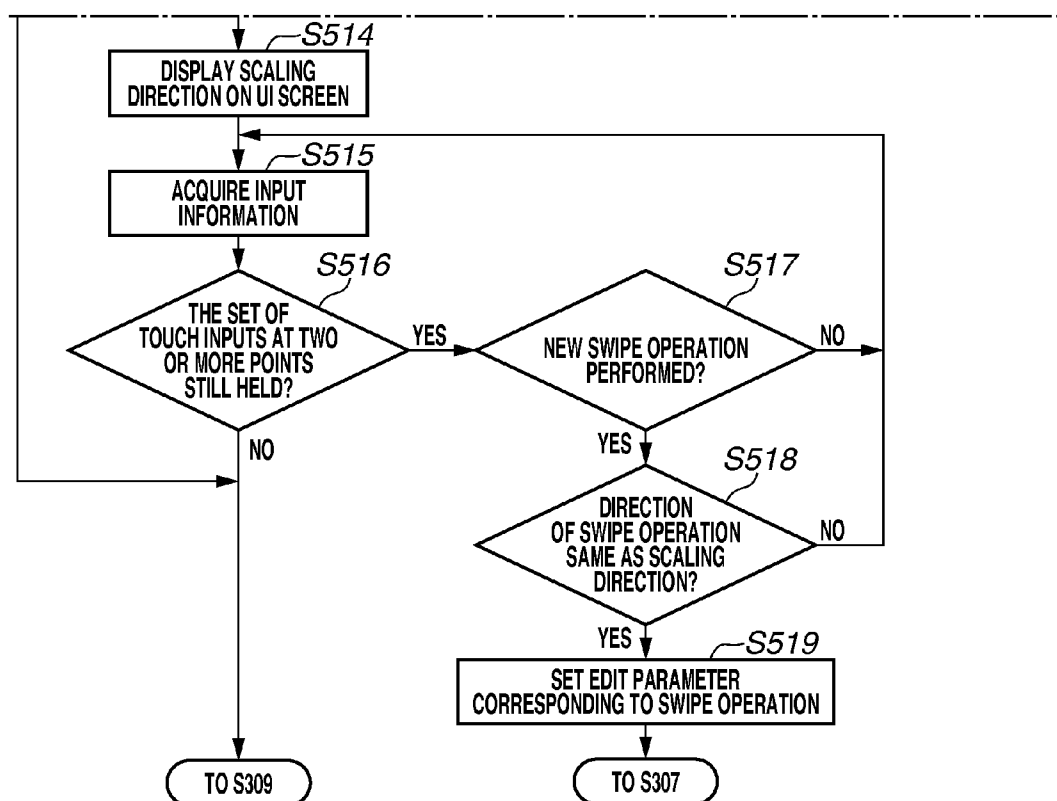 S514
DISPLAY SCALING
DIRECTION ON UI SCREEN
S515
ACQUIRE INPUT
INFORMATION
S516
THE SET OF
TOUCH INPUTS AT TWO
OR MORE POINTS
STILL HELD?
YES
NO
S517
NEW SWIPE OPERATION
PERFORMED?
NO
YES
S518
DIRECTION
OF SWIPE OPERATION
SAME AS SCALING
DIRECTION?
NO
YES
S519
SET EDIT PARAMETER
CORRESPONDING TO SWIPE OPERATION
TO S309
TO S307